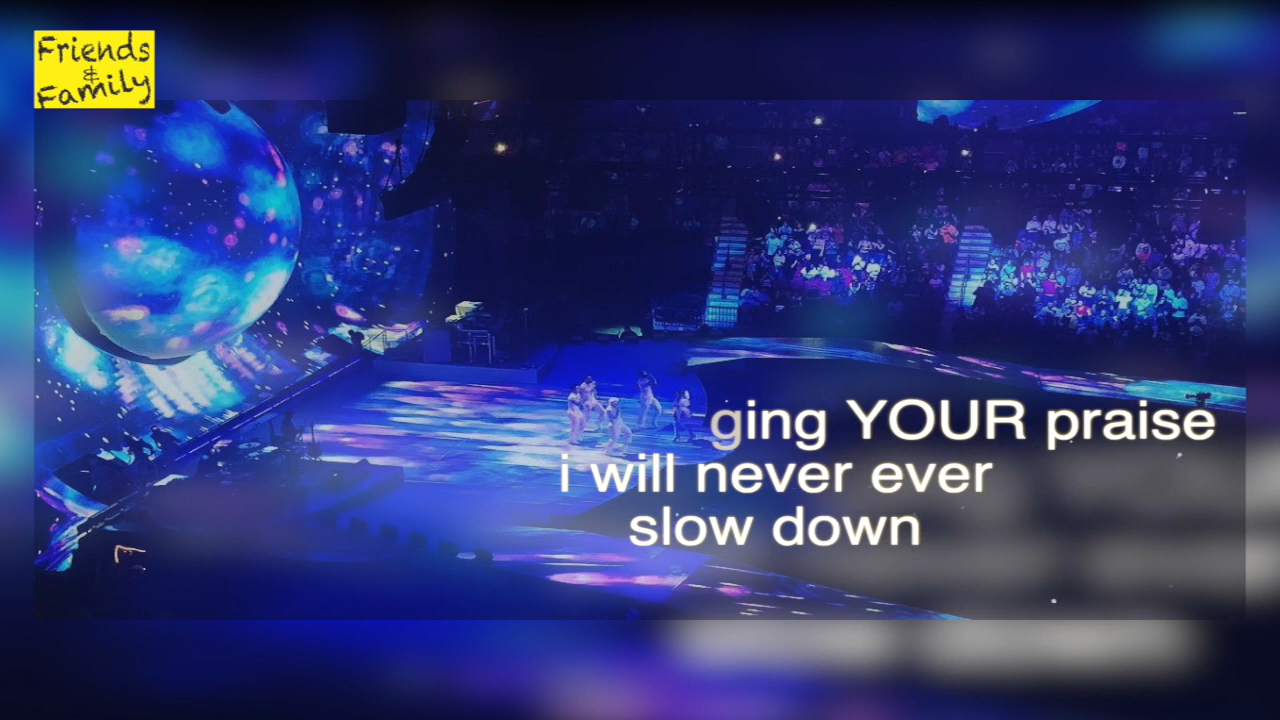 Friends
&
Family
ging YOUR praise
i will never ever
slow down